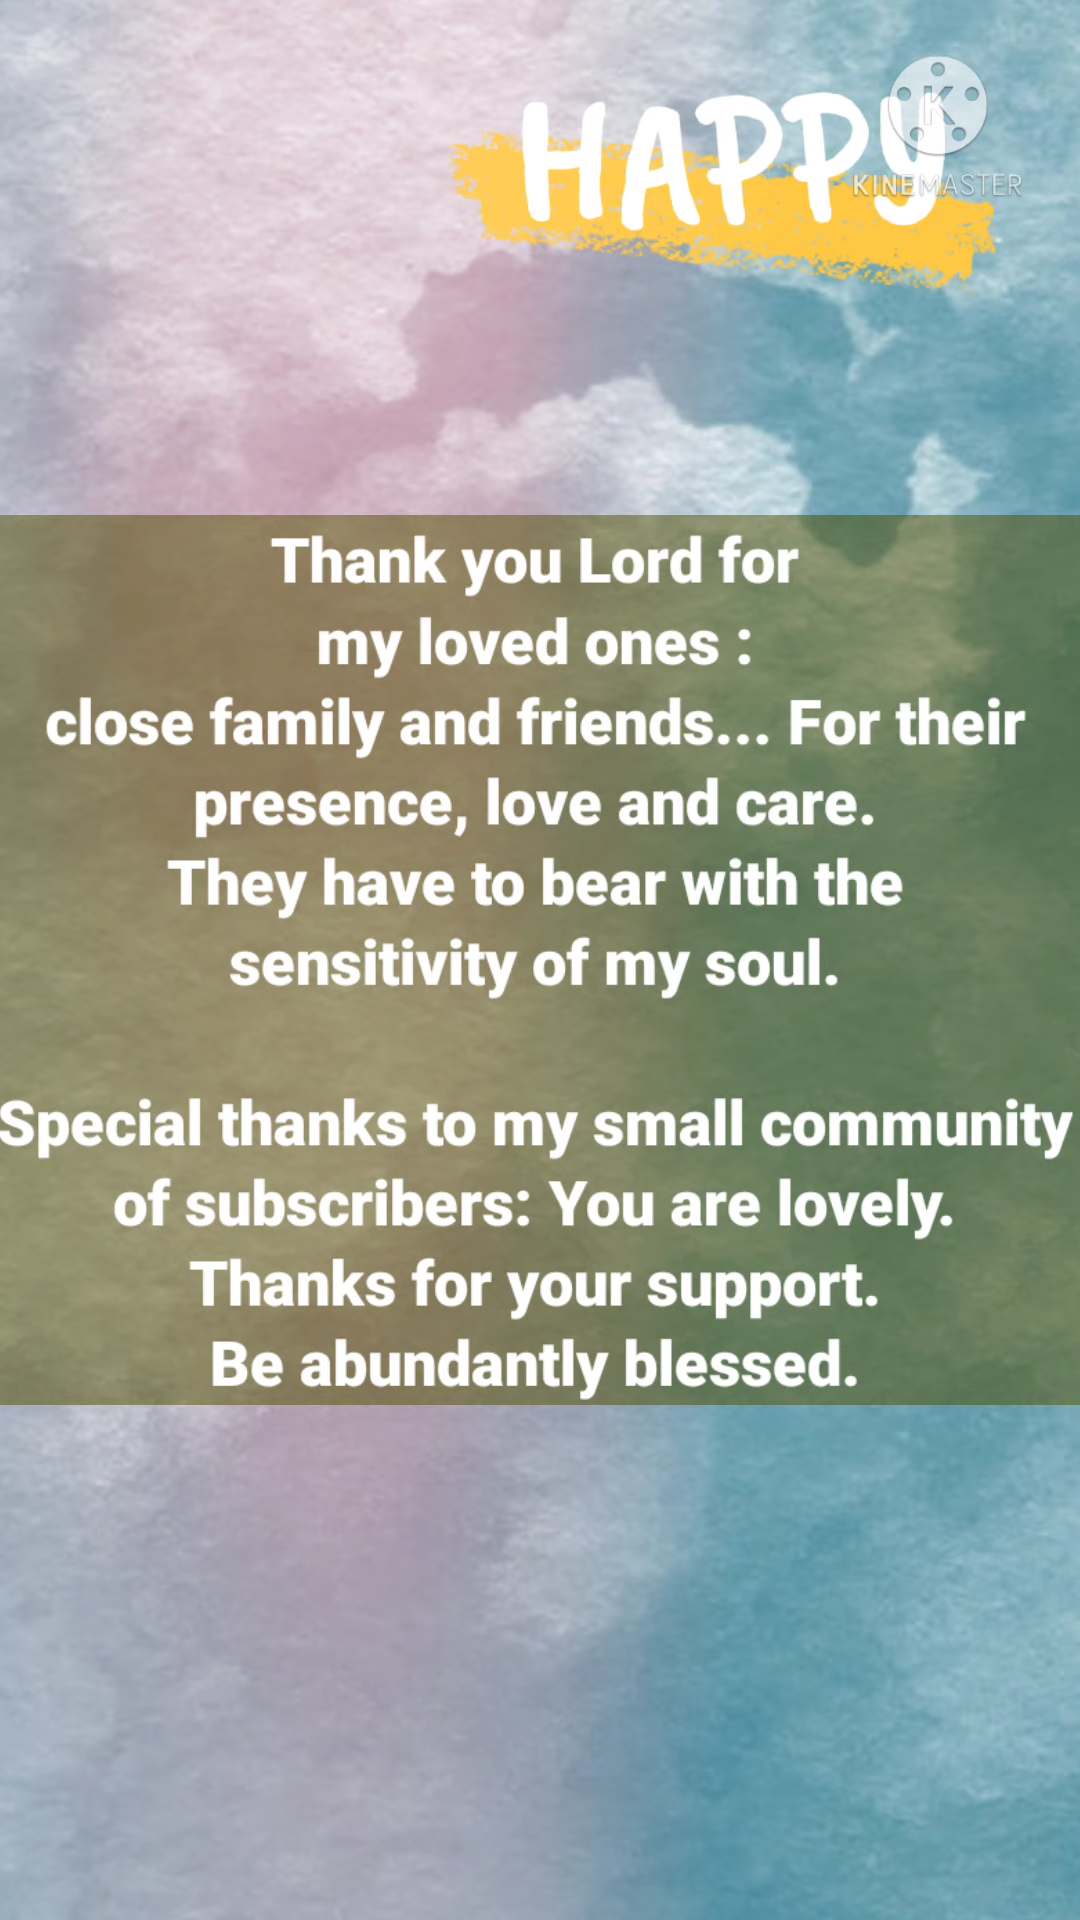 HAPPY
K
KINEMASTER
Thank you Lord for
my loved ones :
close family and friends... For their
presence, love and care.
They have to bear with the
sensitivity of my soul.
Special thanks to my small community
of subscribers: You are lovely.
Thanks for your support.
Be abundantly blessed.